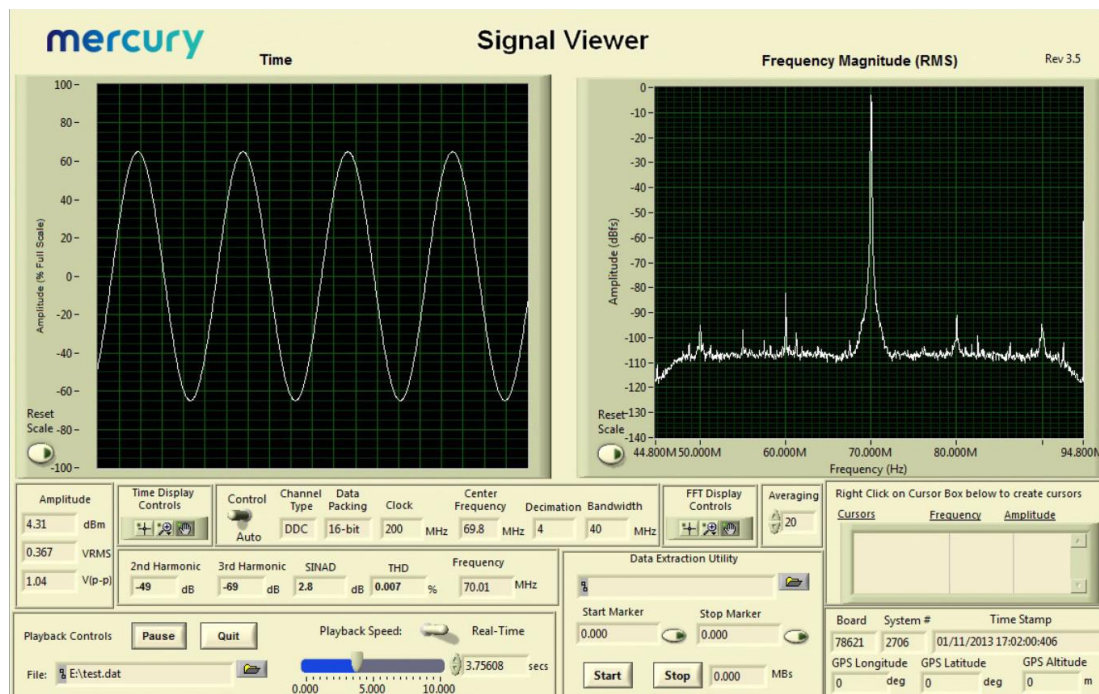 mercury
Signal Viewer
Time
Frequency Magnitude (RMS)
Rev 3.5
Amplitude (% Full Scale)
100
80
60
40
20
0
-20
-40
-60
-80
-100
Reset
Scale
Amplitude (dBfs)
0
-10
-20
-30
-40
-50
-60
-70
-80
-90
-100
-110
-120
-130
-140
Reset
Scale
44.800M 50.000M 60.000M 70.000M 80.000M 94.800M
Frequency (Hz)
Amplitude
4.31 dBm
0.367 VRMS
1.04 V(p-p)
Time Display
Controls
Control
Auto
Channel
Type
DDC
Data
Packing
16-bit
Clock
200 MHz
Center
Frequency
69.8 MHz
Decimation
4
Bandwidth
40 MHz
FFT Display
Controls
Averaging
20
Right Click on Cursor Box below to create cursors
Cursors Frequency Amplitude
2nd Harmonic
-49 dB
3rd Harmonic
-69 dB
SINAD
2.8 dB
THD
0.007 %
Frequency
70.01 MHz
Data Extraction Utility
Start Marker
0.000
Stop Marker
0.000
Start
Stop
0.000 MBs
Playback Controls
Pause
Quit
Playback Speed:
Real-Time
File: E:\test.dat
0.000 5.000 10.000
3.75608 secs
Board System # Time Stamp
78621 2706 01/11/2013 17:02:00:406
GPS Longitude GPS Latitude GPS Altitude
0 deg 0 deg 0 m